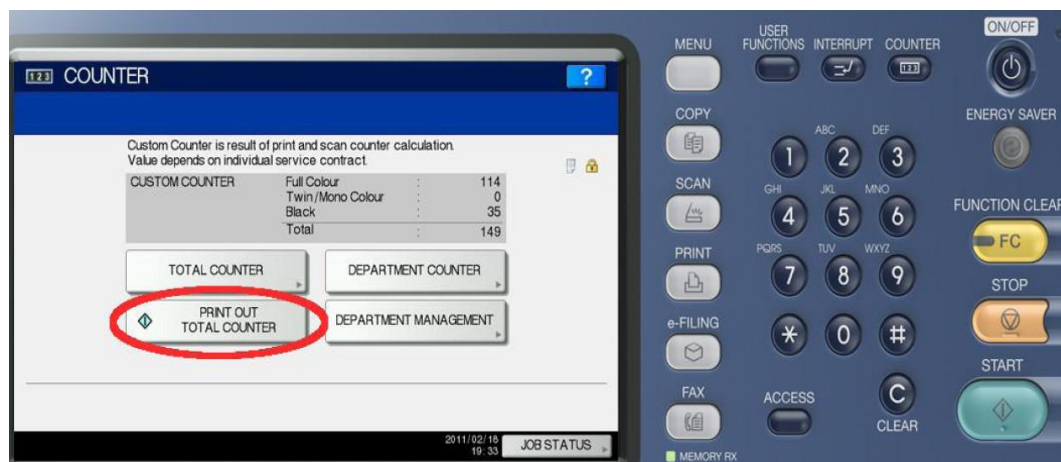 123 COUNTER
?
Custom Counter is result of print and scan counter calculation.
Value depends on individual service contract.
CUSTOM COUNTER Full Colour : 114
Twin/Mono Colour : 0
Black : 35
Total : 149
TOTAL COUNTER
DEPARTMENT COUNTER
PRINT OUT
TOTAL COUNTER
DEPARTMENT MANAGEMENT
2011/02/18
19:33
JOB STATUS
MENU
USER
FUNCTIONS
INTERRUPT
COUNTER
123
ON/OFF
COPY
ENERGY SAVER
ABC DEF
1 2 3
SCAN
GHI JKL MNO
4 5 6
FUNCTION CLEAR
FC
PRINT
PQRS TUV WXYZ
7 8 9
STOP
e-FILING
* 0 #
START
FAX
ACCESS
C
CLEAR
MEMORY RX